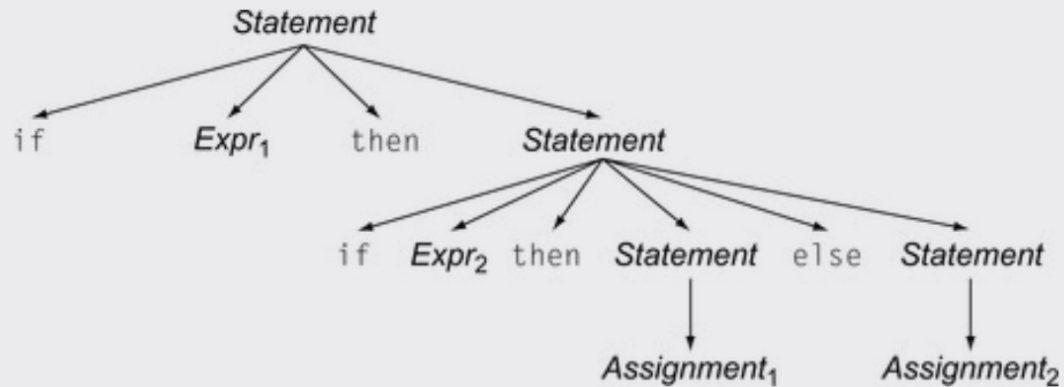 Statement
if Expr₁ then Statement
if Expr₂ then Statement else Statement
Assignment₁ Assignment₂